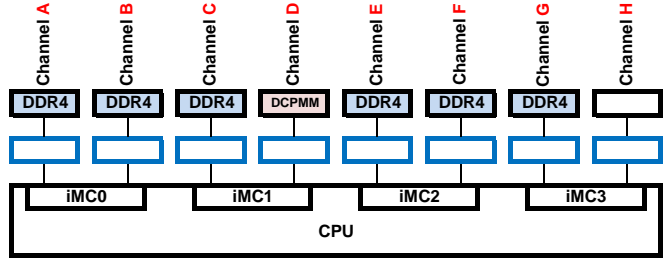 Channel A
Channel B
Channel C
Channel D
Channel E
Channel F
Channel G
Channel H
DDR4
DDR4
DDR4
DCPMM
DDR4
DDR4
DDR4
iMC0
iMC1
iMC2
iMC3
CPU